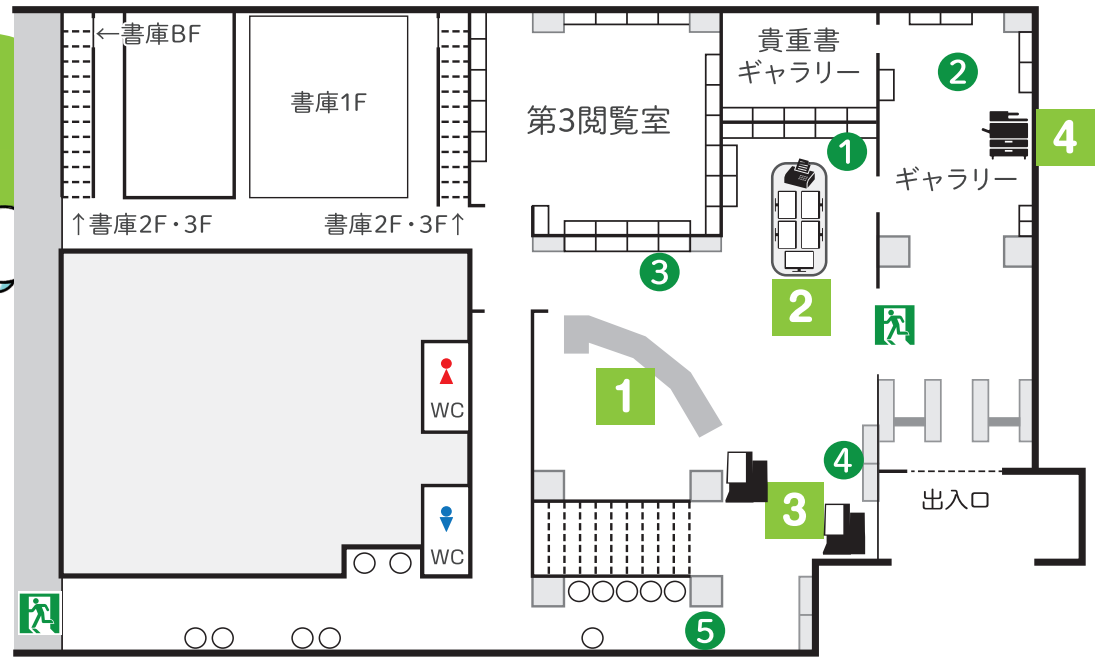 ←書庫BF
書庫1F
第3閲覧室
貴重書
ギャラリー
2
4
1
ギャラリー
↑書庫2F・3F
書庫2F・3F↑
3
2
1
WC
4
3
出入口
WC
5